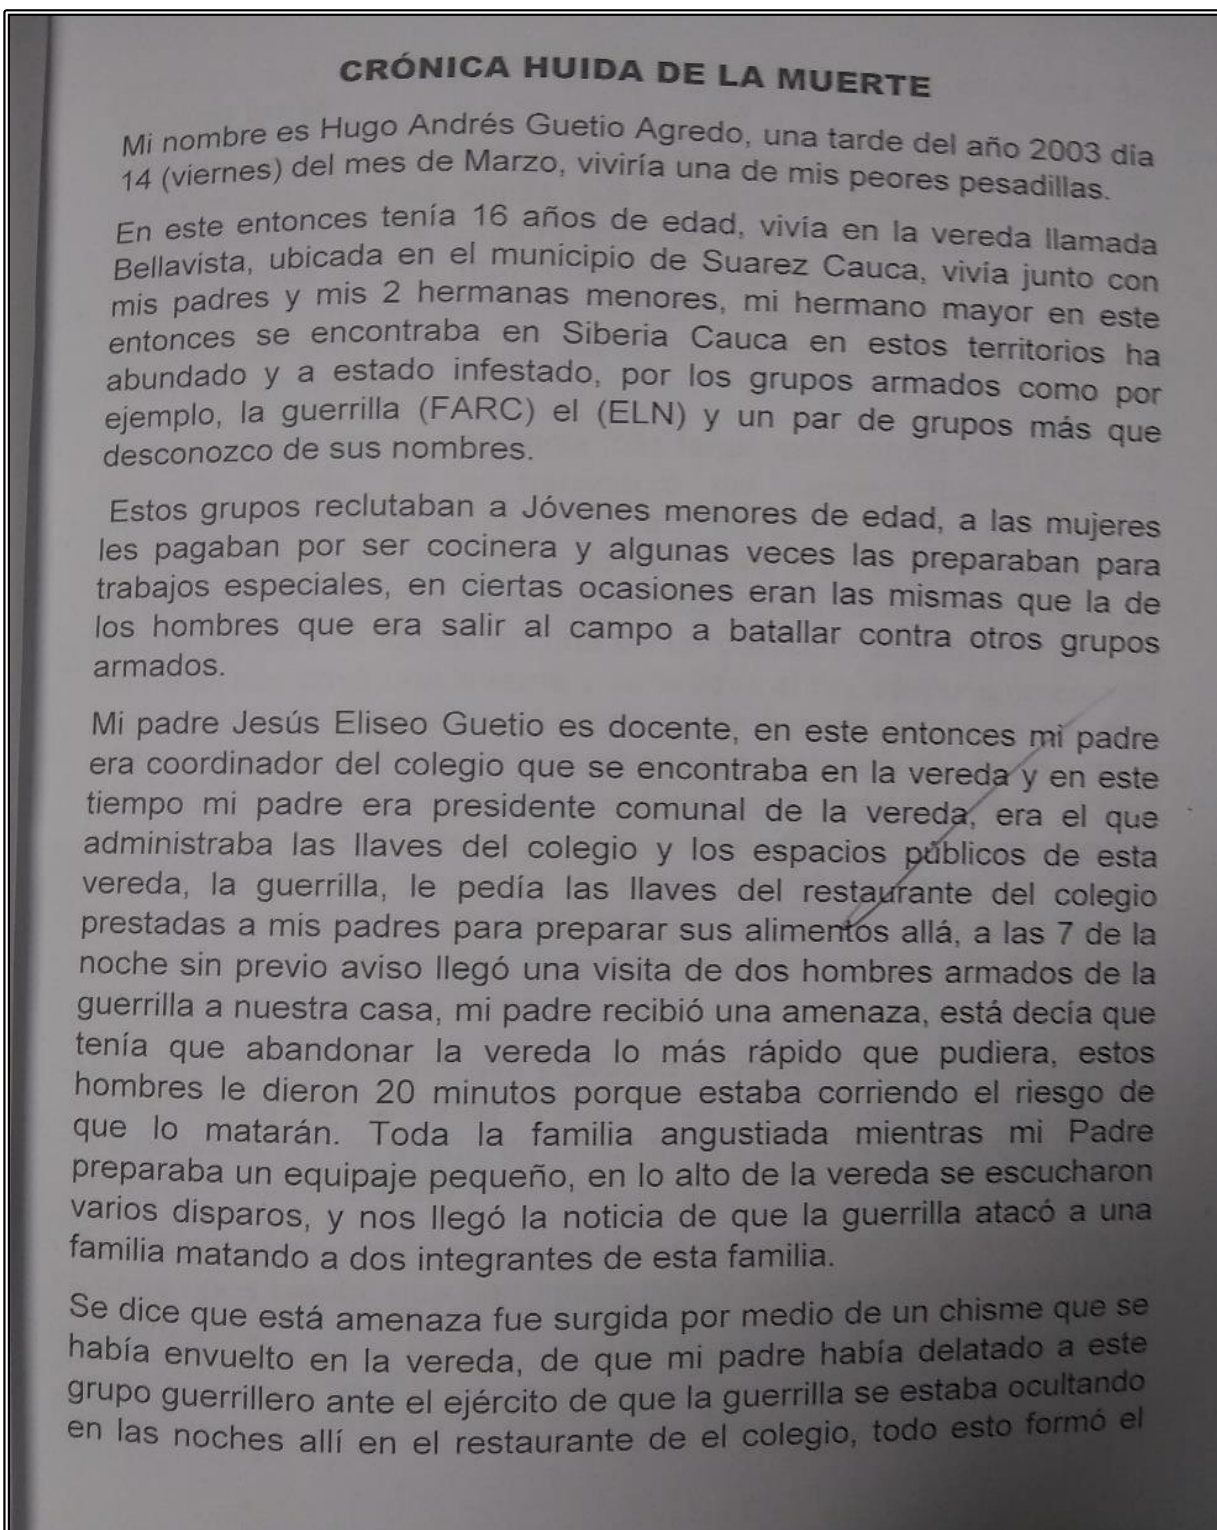 CRÓNICA HUIDA DE LA MUERTE
Mi nombre es Hugo Andrés Guetio Agredo, una tarde del año 2003 día
14 (viernes) del mes de Marzo, viviría una de mis peores pesadillas.
En este entonces tenía 16 años de edad, vivía en la vereda llamada
Bellavista, ubicada en el municipio de Suarez Cauca, vivía junto con
mis padres y mis 2 hermanas menores, mi hermano mayor en este
entonces se encontraba en Siberia Cauca en estos territorios ha
abundado y a estado infestado, por los grupos armados como por
ejemplo, la guerrilla (FARC) el (ELN) y un par de grupos más que
desconozco de sus nombres.
Estos grupos reclutaban a Jóvenes menores de edad, a las mujeres
les pagaban por ser cocinera y algunas veces las preparaban para
trabajos especiales, en ciertas ocasiones eran las mismas que la de
los hombres que era salir al campo a batallar contra otros grupos
armados.
Mi padre Jesús Eliseo Guetio es docente, en este entonces mi padre
era coordinador del colegio que se encontraba en la vereda y en este
tiempo mi padre era presidente comunal de la vereda, era el que
administraba las llaves del colegio y los espacios públicos de esta
vereda, la guerrilla, le pedía las llaves del restaurante del colegio
prestadas a mis padres para preparar sus alimentos allá, a las 7 de la
noche sin previo aviso llegó una visita de dos hombres armados de la
guerrilla a nuestra casa, mi padre recibió una amenaza, está decía que
tenía que abandonar la vereda lo más rápido que pudiera, estos
hombres le dieron 20 minutos porque estaba corriendo el riesgo de
que lo matarán. Toda la familia angustiada mientras mi Padre
preparaba un equipaje pequeño, en lo alto de la vereda se escucharon
varios disparos, y nos llegó la noticia de que la guerrilla atacó a una
familia matando a dos integrantes de esta familia.
Se dice que está amenaza fue surgida por medio de un chisme que se
había envuelto en la vereda, de que mi padre había delatado a este
grupo guerrillero ante el ejército de que la guerrilla se estaba ocultando
en las noches allí en el restaurante de el colegio, todo esto formó el